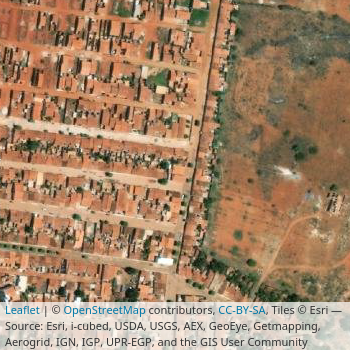 Leaflet | © OpenStreetMap contributors, CC-BY-SA, Tiles © Esri —
Source: Esri, i-cubed, USDA, USGS, AEX, GeoEye, Getmapping,
Aerogrid, IGN, IGP, UPR-EGP, and the GIS User Community